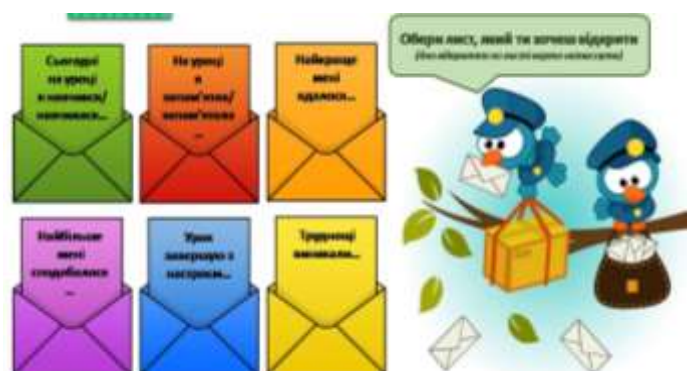 Обери лист, який ти хочеш відкрити
Сьогодні
на уроці
я навчився/
навчилася...
На уроці
я
запам'ятав/
запам'ятала
...
Найкраще
мені
вдалося...
Найбільше
мені
сподобалося
...
Урок
завершую з
настроєм...
Труднощі
виникали...